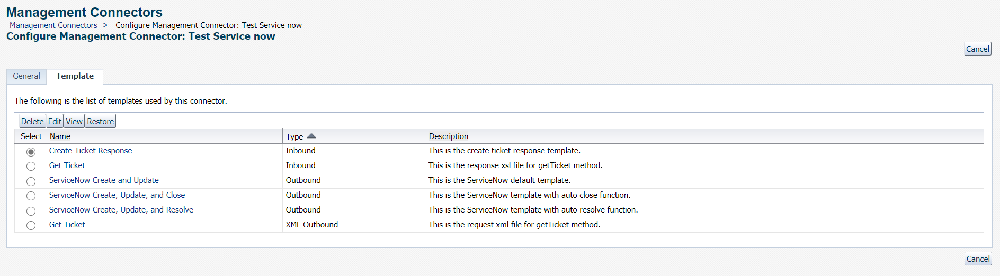 Management Connectors
Management Connectors > Configure Management Connector: Test Service now
Configure Management Connector: Test Service now
Cancel
General Template
The following is the list of templates used by this connector.
Delete Edit View Restore
Select Name Type Description
Create Ticket Response Inbound This is the create ticket response template.
Get Ticket Inbound This is the response xsl file for getTicket method.
ServiceNow Create and Update Outbound This is the ServiceNow default template.
ServiceNow Create, Update, and Close Outbound This is the ServiceNow template with auto close function.
ServiceNow Create, Update, and Resolve Outbound This is the ServiceNow template with auto resolve function.
Get Ticket XML Outbound This is the request xml file for getTicket method.
Cancel